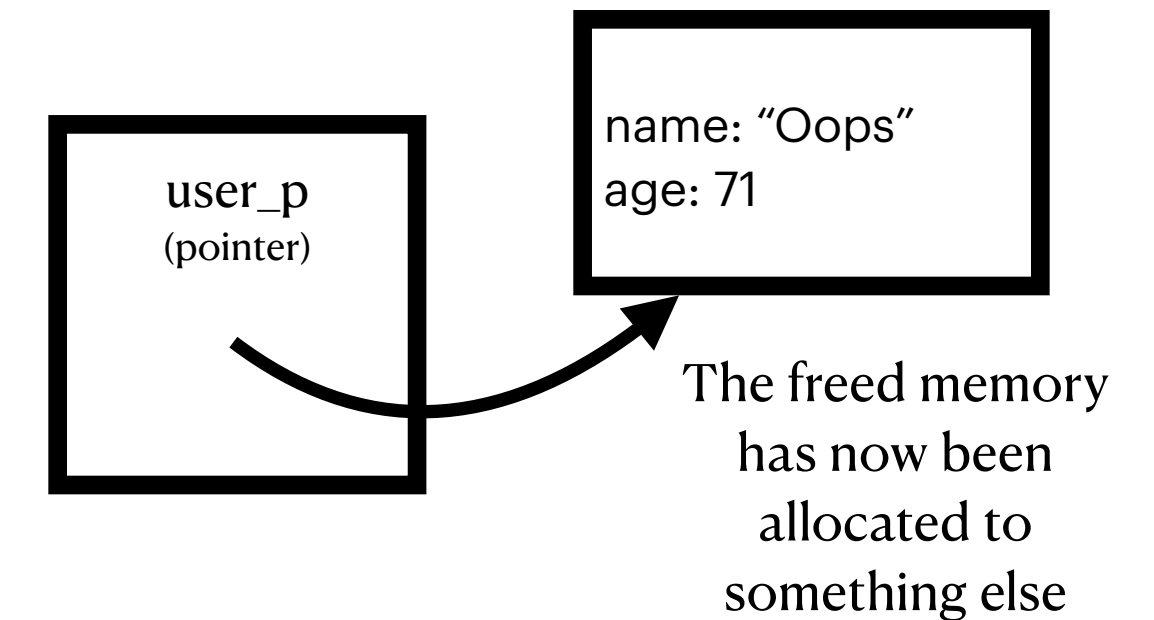 user_p
(pointer)
name: “Oops”
age: 71
The freed memory
has now been
allocated to
something else